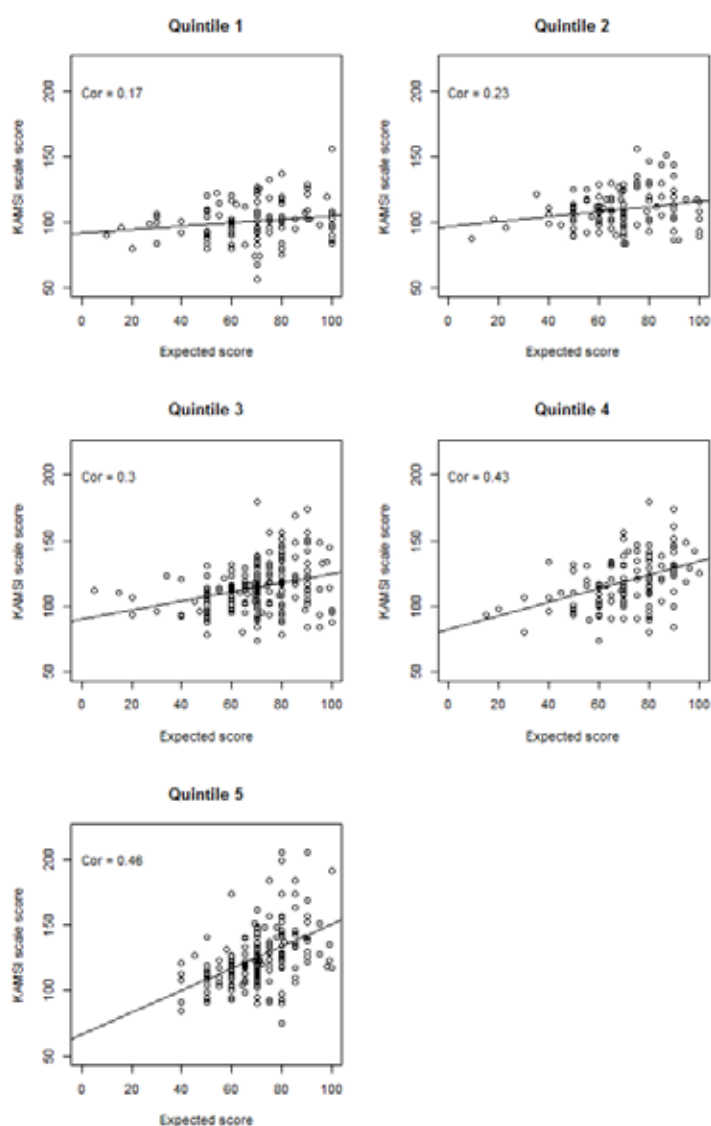 Quintile 1
Cor = 0.17
KAMSI scale score
200
150
100
50
0 20 40 60 80 100
Expected score
Quintile 2
Cor = 0.23
KAMSI scale score
200
150
100
50
0 20 40 60 80 100
Expected score
Quintile 3
Cor = 0.3
KAMSI scale score
200
150
100
50
0 20 40 60 80 100
Expected score
Quintile 4
Cor = 0.43
KAMSI scale score
200
150
100
50
0 20 40 60 80 100
Expected score
Quintile 5
Cor = 0.46
KAMSI scale score
200
150
100
50
0 20 40 60 80 100
Expected score